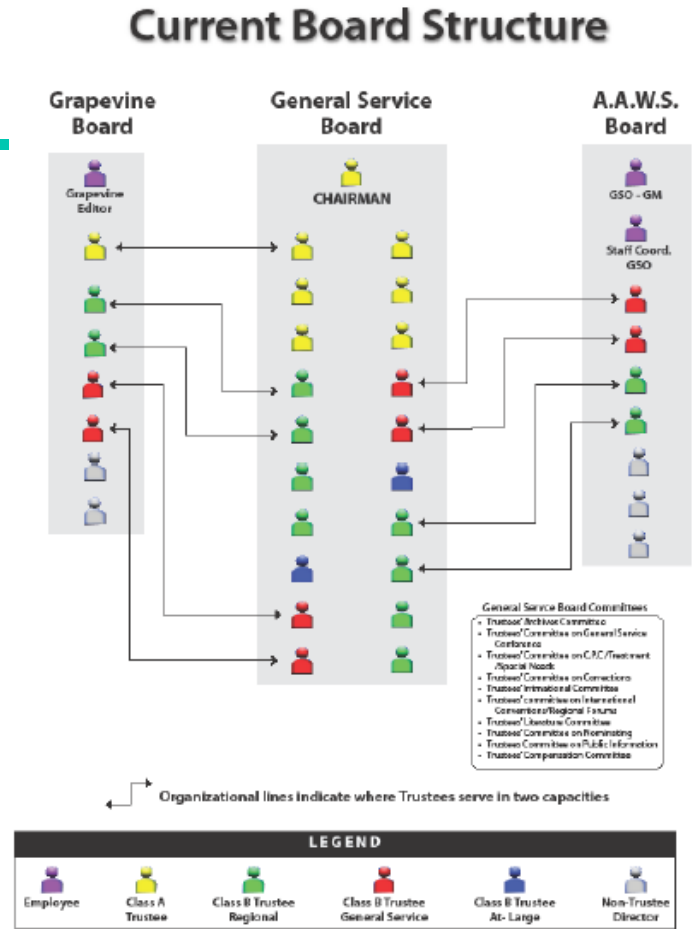 Current Board Structure
Grapevine
Board
General Service
Board
A.A.W.S.
Board
Grapevine
Editor
CHAIRMAN
GSO - GM
Staff Coord.
GSO
General Service Board Committees
• Trustees' Archives Committee
• Trustees' Committee on General Service
Conference
• Trustees' Committee on C.P.C/Treatment
/Special Needs
• Trustees' Committee on Corrections
• Trustees' International Committee
• Trustees' committee on International
Conventions/Regional Forums
• Trustees' Literature Committee
• Trustees' Committee on Nominating
• Trustees Committee on Public Information
• Trustees' Compensation Committee
Organizational lines indicate where Trustees serve in two capacities
LEGEND
Employee
Class A
Trustee
Class B Trustee
Regional
Class B Trustee
General Service
Class B Trustee
At- Large
Non-Trustee
Director